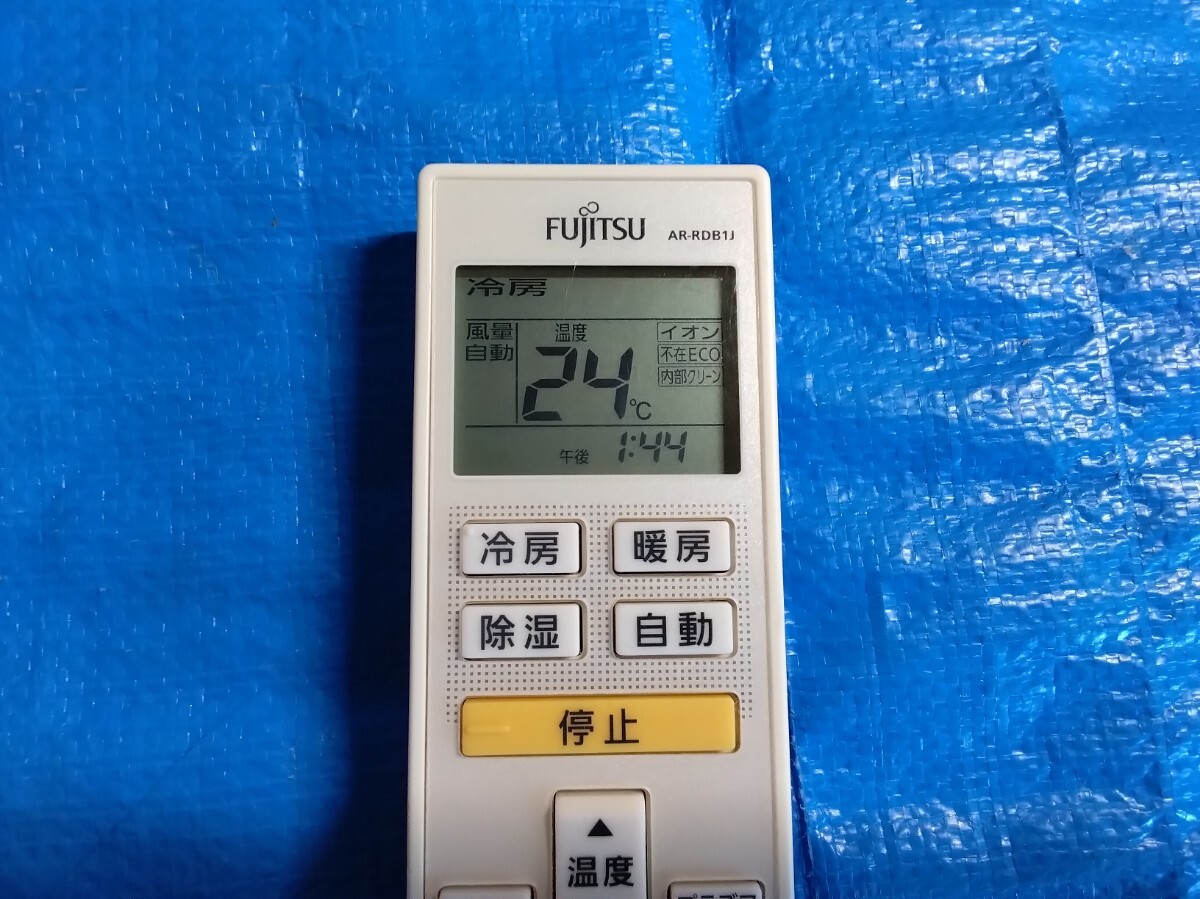 FUJITSU AR-RDB1J
冷房
風量
自動
温度
24℃
イオン
不在ECO
内部クリーン
午後 1:44
冷房 暖房
除湿 自動
停止
▲
温度